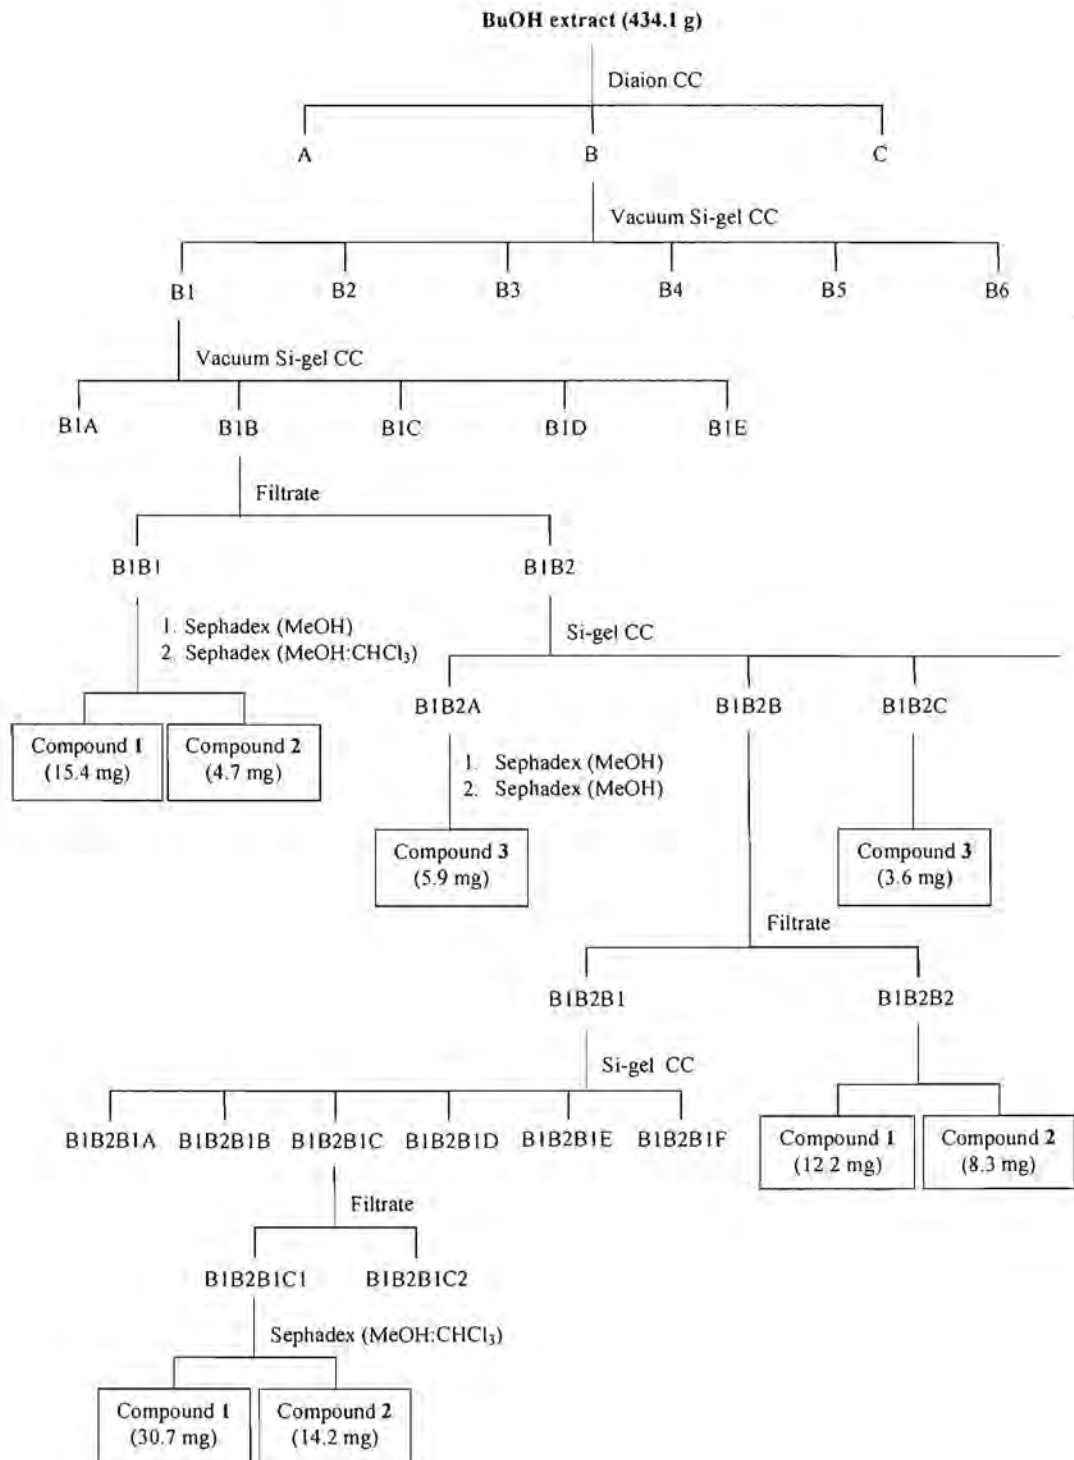 BuOH extract (434.1 g)
Diaion CC
A B C
Vacuum Si-gel CC
B1 B2 B3 B4 B5 B6
Vacuum Si-gel CC
B1A B1B B1C B1D B1E
Filtrate
B1B1 B1B2
1. Sephadex (MeOH)
2. Sephadex (MeOH:CHCl₃)
Si-gel CC
B1B2A B1B2B B1B2C
Compound 1
(15.4 mg)
Compound 2
(4.7 mg)
1. Sephadex (MeOH)
2. Sephadex (MeOH)
Compound 3
(5.9 mg)
Compound 3
(3.6 mg)
Filtrate
B1B2B1 B1B2B2
Si-gel CC
B1B2B1A B1B2B1B B1B2B1C B1B2B1D B1B2B1E B1B2B1F
Compound 1
(12.2 mg)
Compound 2
(8.3 mg)
Filtrate
B1B2B1C1 B1B2B1C2
Sephadex (MeOH:CHCl₃)
Compound 1
(30.7 mg)
Compound 2
(14.2 mg)